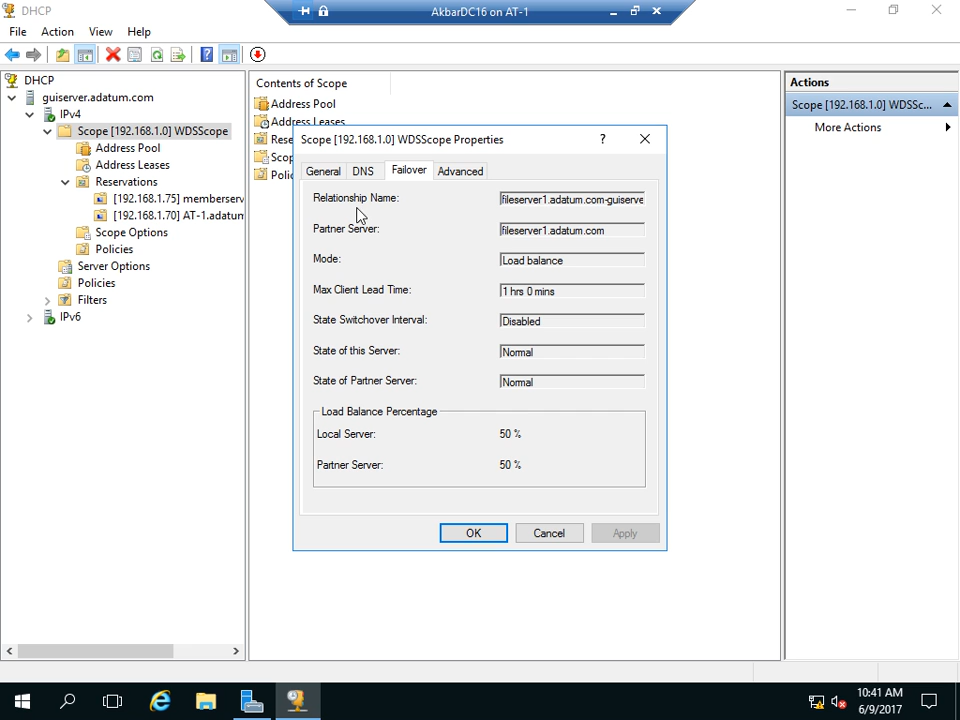 DHCP
AkbarDC16 on AT-1
File Action View Help
DHCP
guiserver.adatum.com
IPv4
Scope [192.168.1.0] WDSScope
Address Pool
Address Leases
Reservations
[192.168.1.75] memberserv
[192.168.1.70] AT-1.adatum
Scope Options
Policies
Server Options
Policies
Filters
IPv6
Contents of Scope
Address Pool
Address Leases
Rese
Scop
Polic
Scope [192.168.1.0] WDSScope Properties
General DNS Failover Advanced
Relationship Name: fileserver1.adatum.com-guiserve
Partner Server: fileserver1.adatum.com
Mode: Load balance
Max Client Lead Time: 1 hrs 0 mins
State Switchover Interval: Disabled
State of this Server: Normal
State of Partner Server: Normal
Load Balance Percentage
Local Server: 50 %
Partner Server: 50 %
OK Cancel Apply
Actions
Scope [192.168.1.0] WDSSc...
More Actions
10:41 AM
6/9/2017